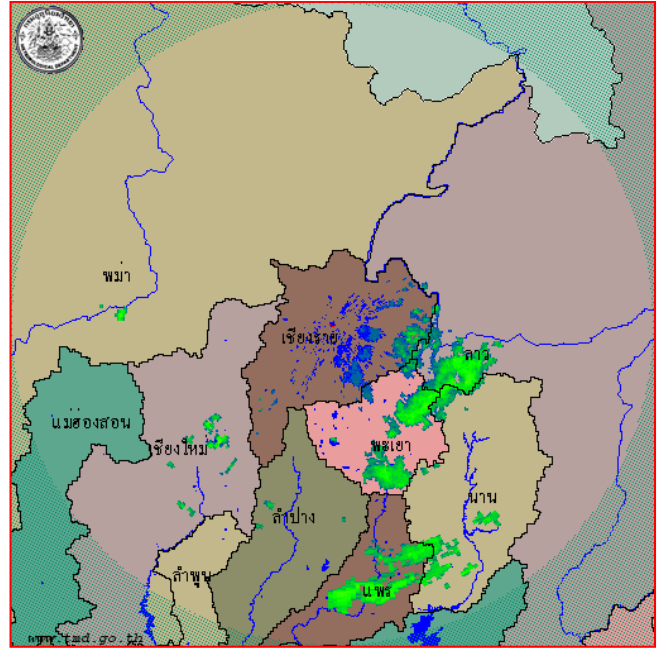 พม่า
เชียงราย
ลาว
แม่ฮ่องสอน
เชียงใหม่
พะเยา
น่าน
ลำปาง
ลำพูน
แพร่
www.tmd.go.th